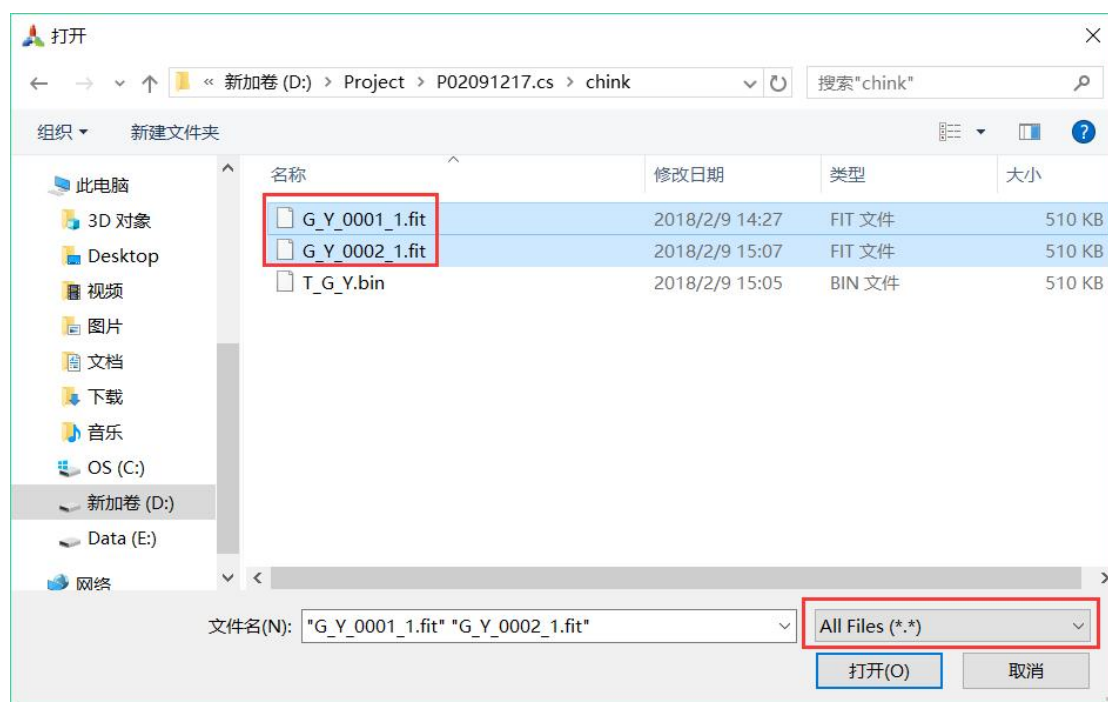 打开
« 新加卷 (D:) > Project > P02091217.cs > chink
搜索"chink"
组织 新建文件夹
名称 修改日期 类型 大小
G_Y_0001_1.fit 2018/2/9 14:27 FIT 文件 510 KB
G_Y_0002_1.fit 2018/2/9 15:07 FIT 文件 510 KB
T_G_Y.bin 2018/2/9 15:05 BIN 文件 510 KB
此电脑
3D 对象
Desktop
视频
图片
文档
下载
音乐
OS (C:)
新加卷 (D:)
Data (E:)
网络
文件名(N): "G_Y_0001_1.fit" "G_Y_0002_1.fit" All Files (*.*)
打开(O) 取消